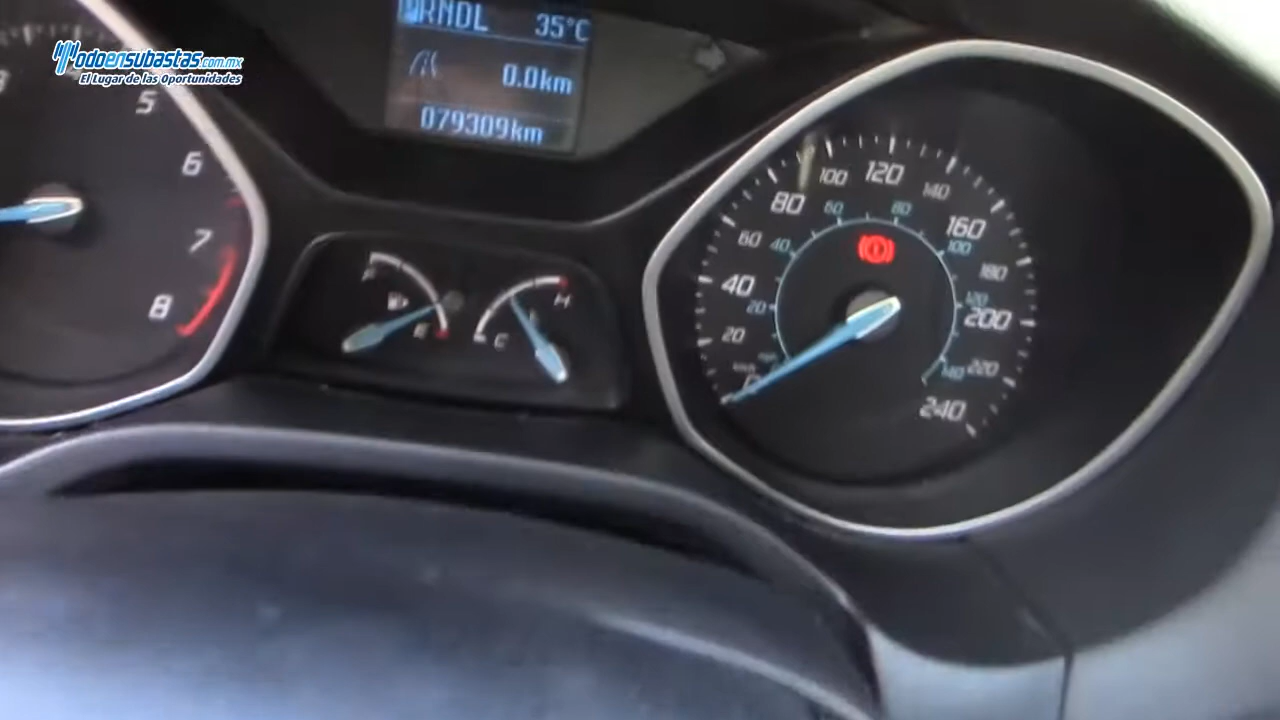 TodoenSubastas.com.mx
El Lugar de las Oportunidades
PRNDL 35°C
0.0km
079309km
5
6
7
8
F
E
C
H
0
20
40
60
80
100
120
140
160
180
200
220
240
20
40
60
80
100
120
140